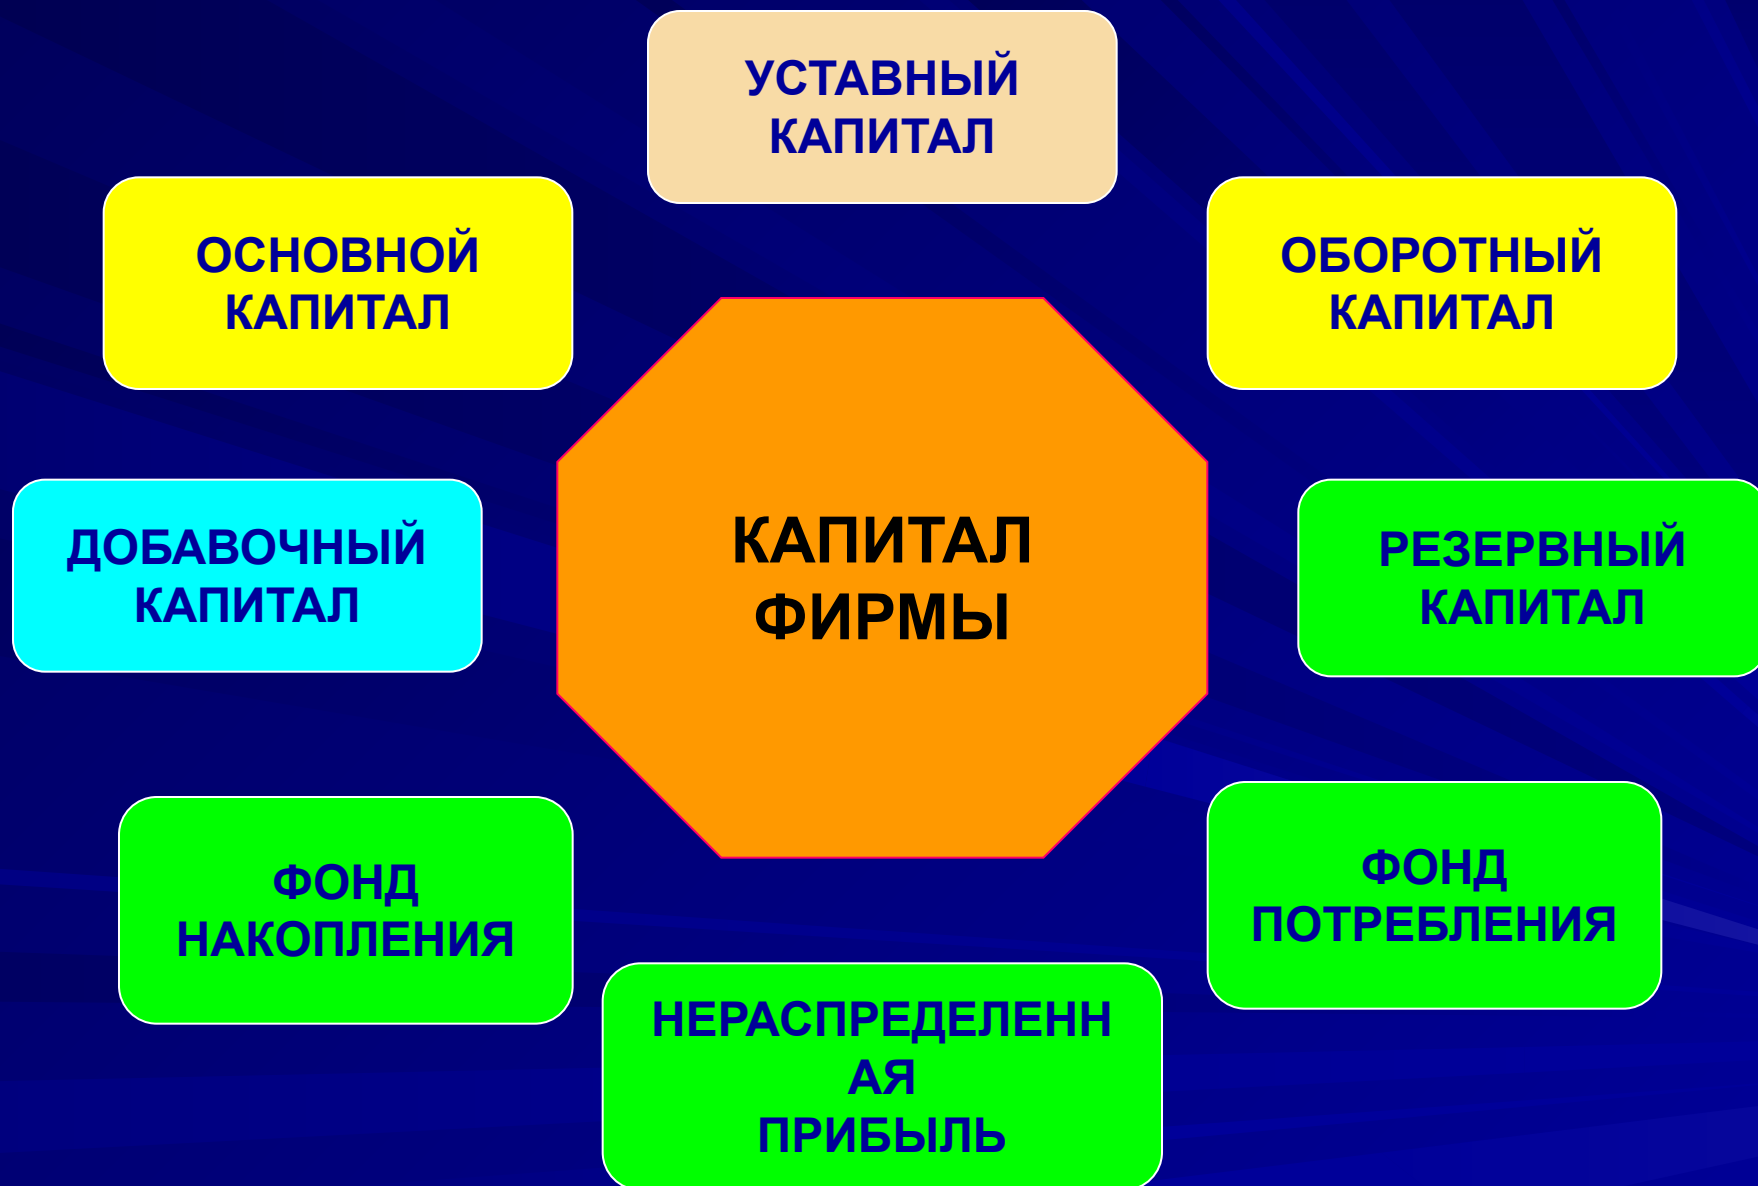 УСТАВНЫЙ
КАПИТАЛ
ОСНОВНОЙ
КАПИТАЛ
ОБОРОТНЫЙ
КАПИТАЛ
КАПИТАЛ
ФИРМЫ
ДОБАВОЧНЫЙ
КАПИТАЛ
РЕЗЕРВНЫЙ
КАПИТАЛ
ФОНД
НАКОПЛЕНИЯ
ФОНД
ПОТРЕБЛЕНИЯ
НЕРАСПРЕДЕЛЕНН
АЯ
ПРИБЫЛЬ